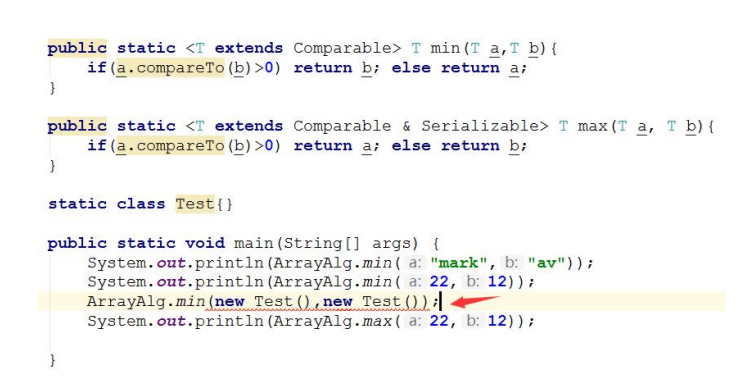 public static <T extends Comparable> T min(T a,T b){
if(a.compareTo(b)>0) return b; else return a;
}
public static <T extends Comparable & Serializable> T max(T a, T b){
if(a.compareTo(b)>0) return a; else return b;
}
static class Test{}
public static void main(String[] args) {
System.out.println(ArrayAlg.min( a: "mark", b: "av"));
System.out.println(ArrayAlg.min( a: 22, b: 12));
ArrayAlg.min(new Test(),new Test());
System.out.println(ArrayAlg.max( a: 22, b: 12));
}